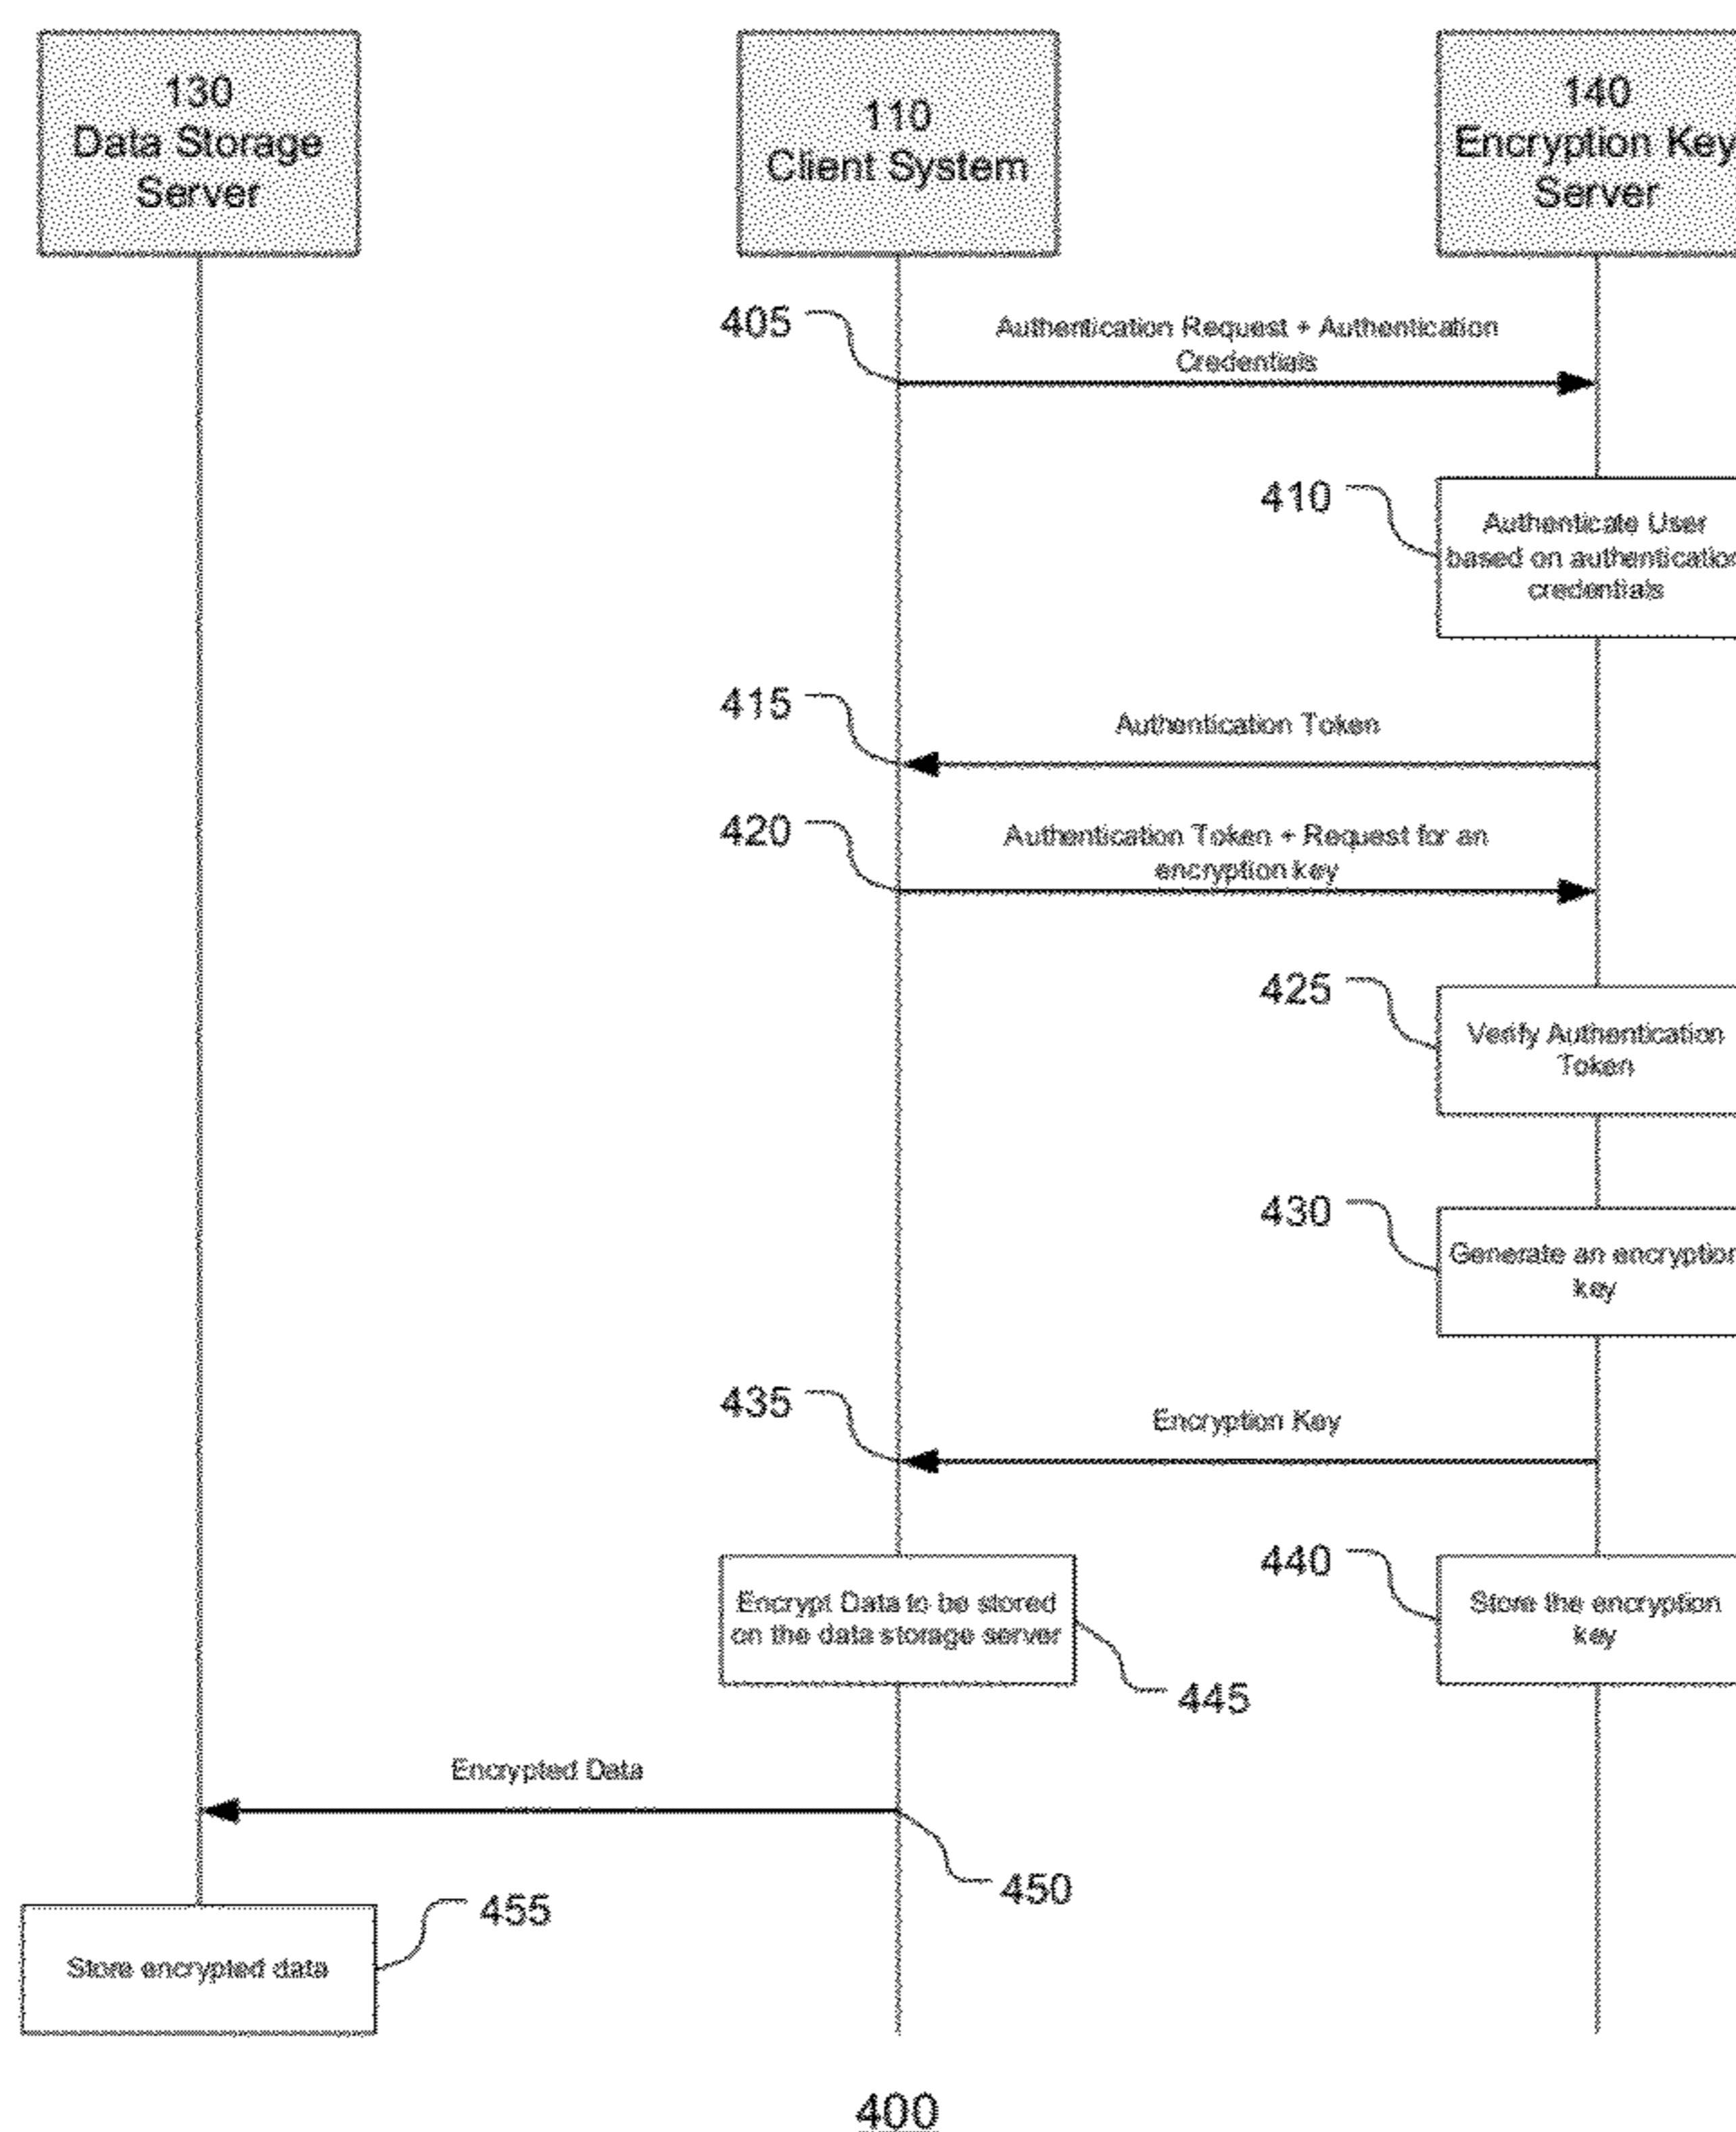 130
Data Storage
Server
110
Client System
140
Encryption Key
Server
405
Authentication Request + Authentication
Credentials
410
Authenticate User
based on authentication
credentials
415
Authentication Token
420
Authentication Token + Request for an
encryption key
425
Verify Authentication
Token
430
Generate an encryption
key
435
Encryption Key
Encrypt Data to be stored
on the data storage server
440
Store the encryption
key
445
Encrypted Data
450
455
Store encrypted data
400